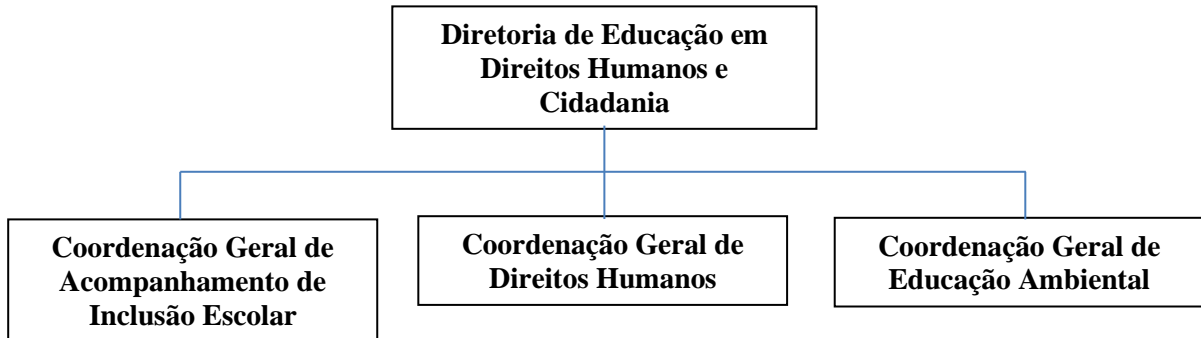 Diretoria de Educação em
Direitos Humanos e
Cidadania
Coordenação Geral de
Acompanhamento de
Inclusão Escolar
Coordenação Geral de
Direitos Humanos
Coordenação Geral de
Educação Ambiental